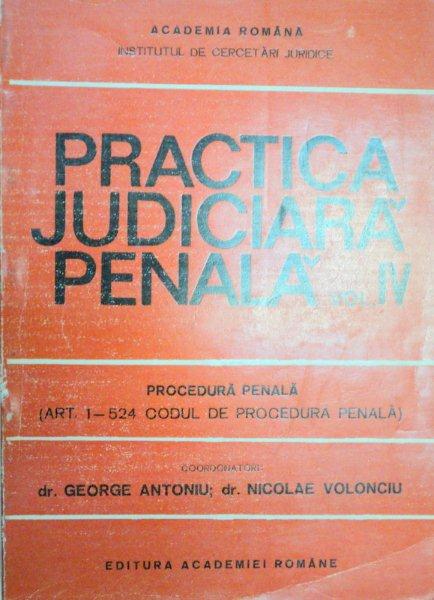 ACADEMIA ROMÂNĂ
INSTITUTUL DE CERCETĂRI JURIDICE
PRACTICA
JUDICIARĂ
PENALĂ VOL. IV
PROCEDURĂ PENALĂ
(ART. 1—524 CODUL DE PROCEDURA PENALĂ)
COORDONATORI:
dr. GEORGE ANTONIU; dr. NICOLAE VOLONCIU
EDITURA ACADEMIEI ROMÂNE